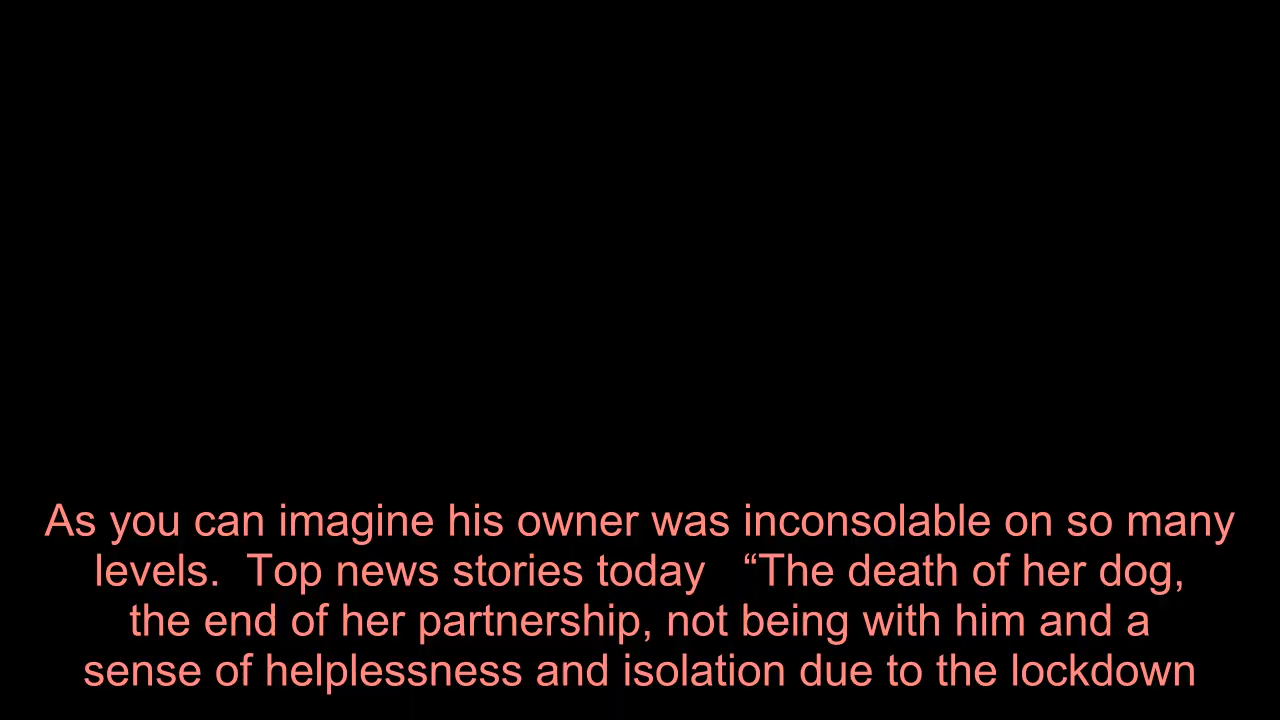 As you can imagine his owner was inconsolable on so many
levels.  Top news stories today   “The death of her dog,
the end of her partnership, not being with him and a
sense of helplessness and isolation due to the lockdown